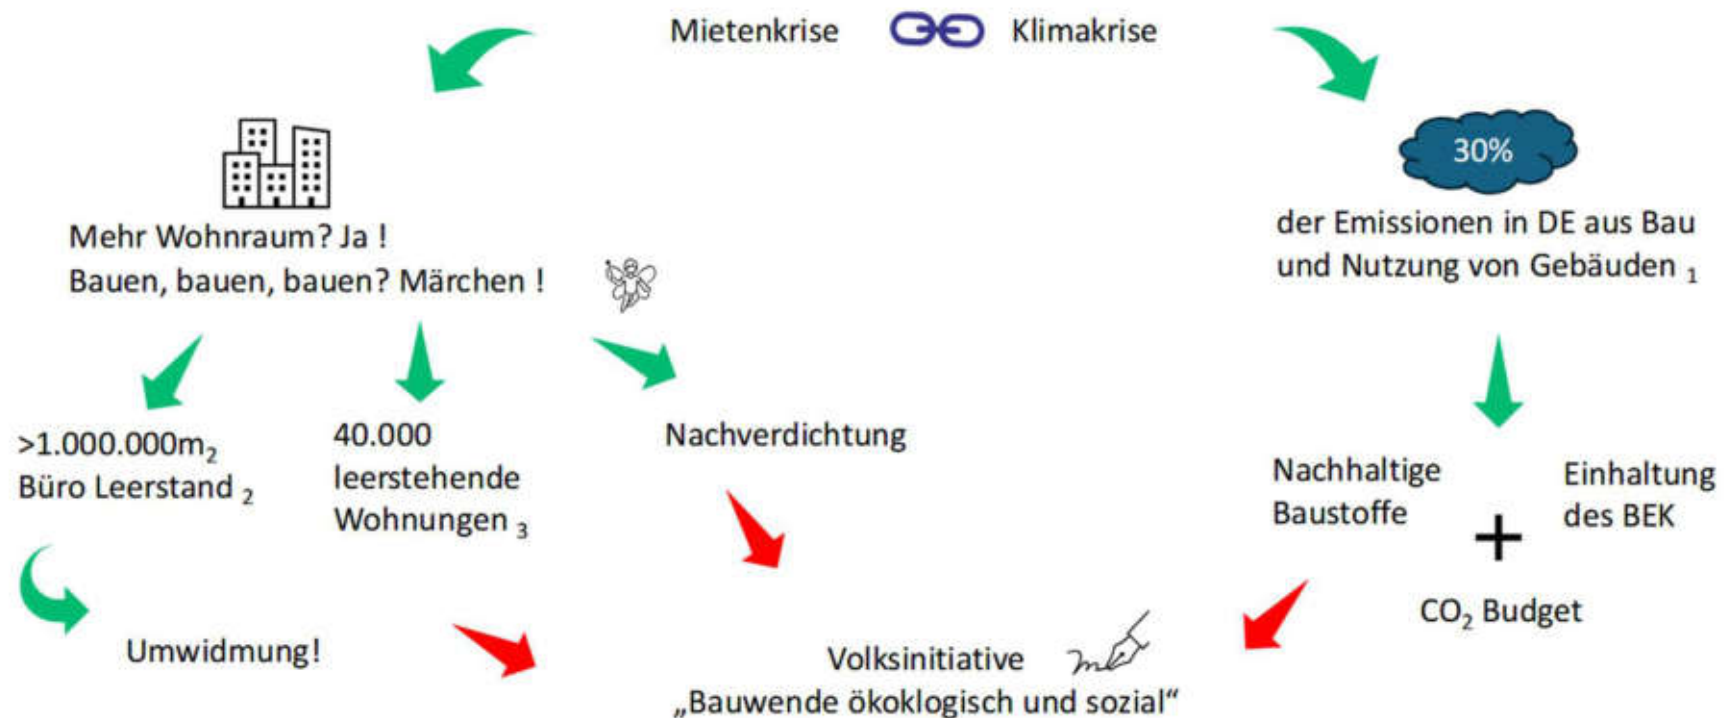 Mietenkrise Klimakrise
30%
Mehr Wohnraum? Ja !
Bauen, bauen, bauen? Märchen !
der Emissionen in DE aus Bau
und Nutzung von Gebäuden 1
>1.000.000m2
Büro Leerstand 2
40.000
leerstehende
Wohnungen 3
Nachverdichtung
Nachhaltige
Baustoffe
+
Einhaltung
des BEK
CO2 Budget
Umwidmung!
Volksinitiative
„Bauwende ökoklogisch und sozial“